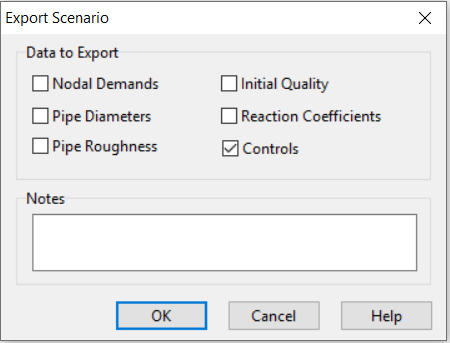 Export Scenario
Data to Export
Nodal Demands
Initial Quality
Pipe Diameters
Reaction Coefficients
Pipe Roughness
Controls
Notes
OK
Cancel
Help